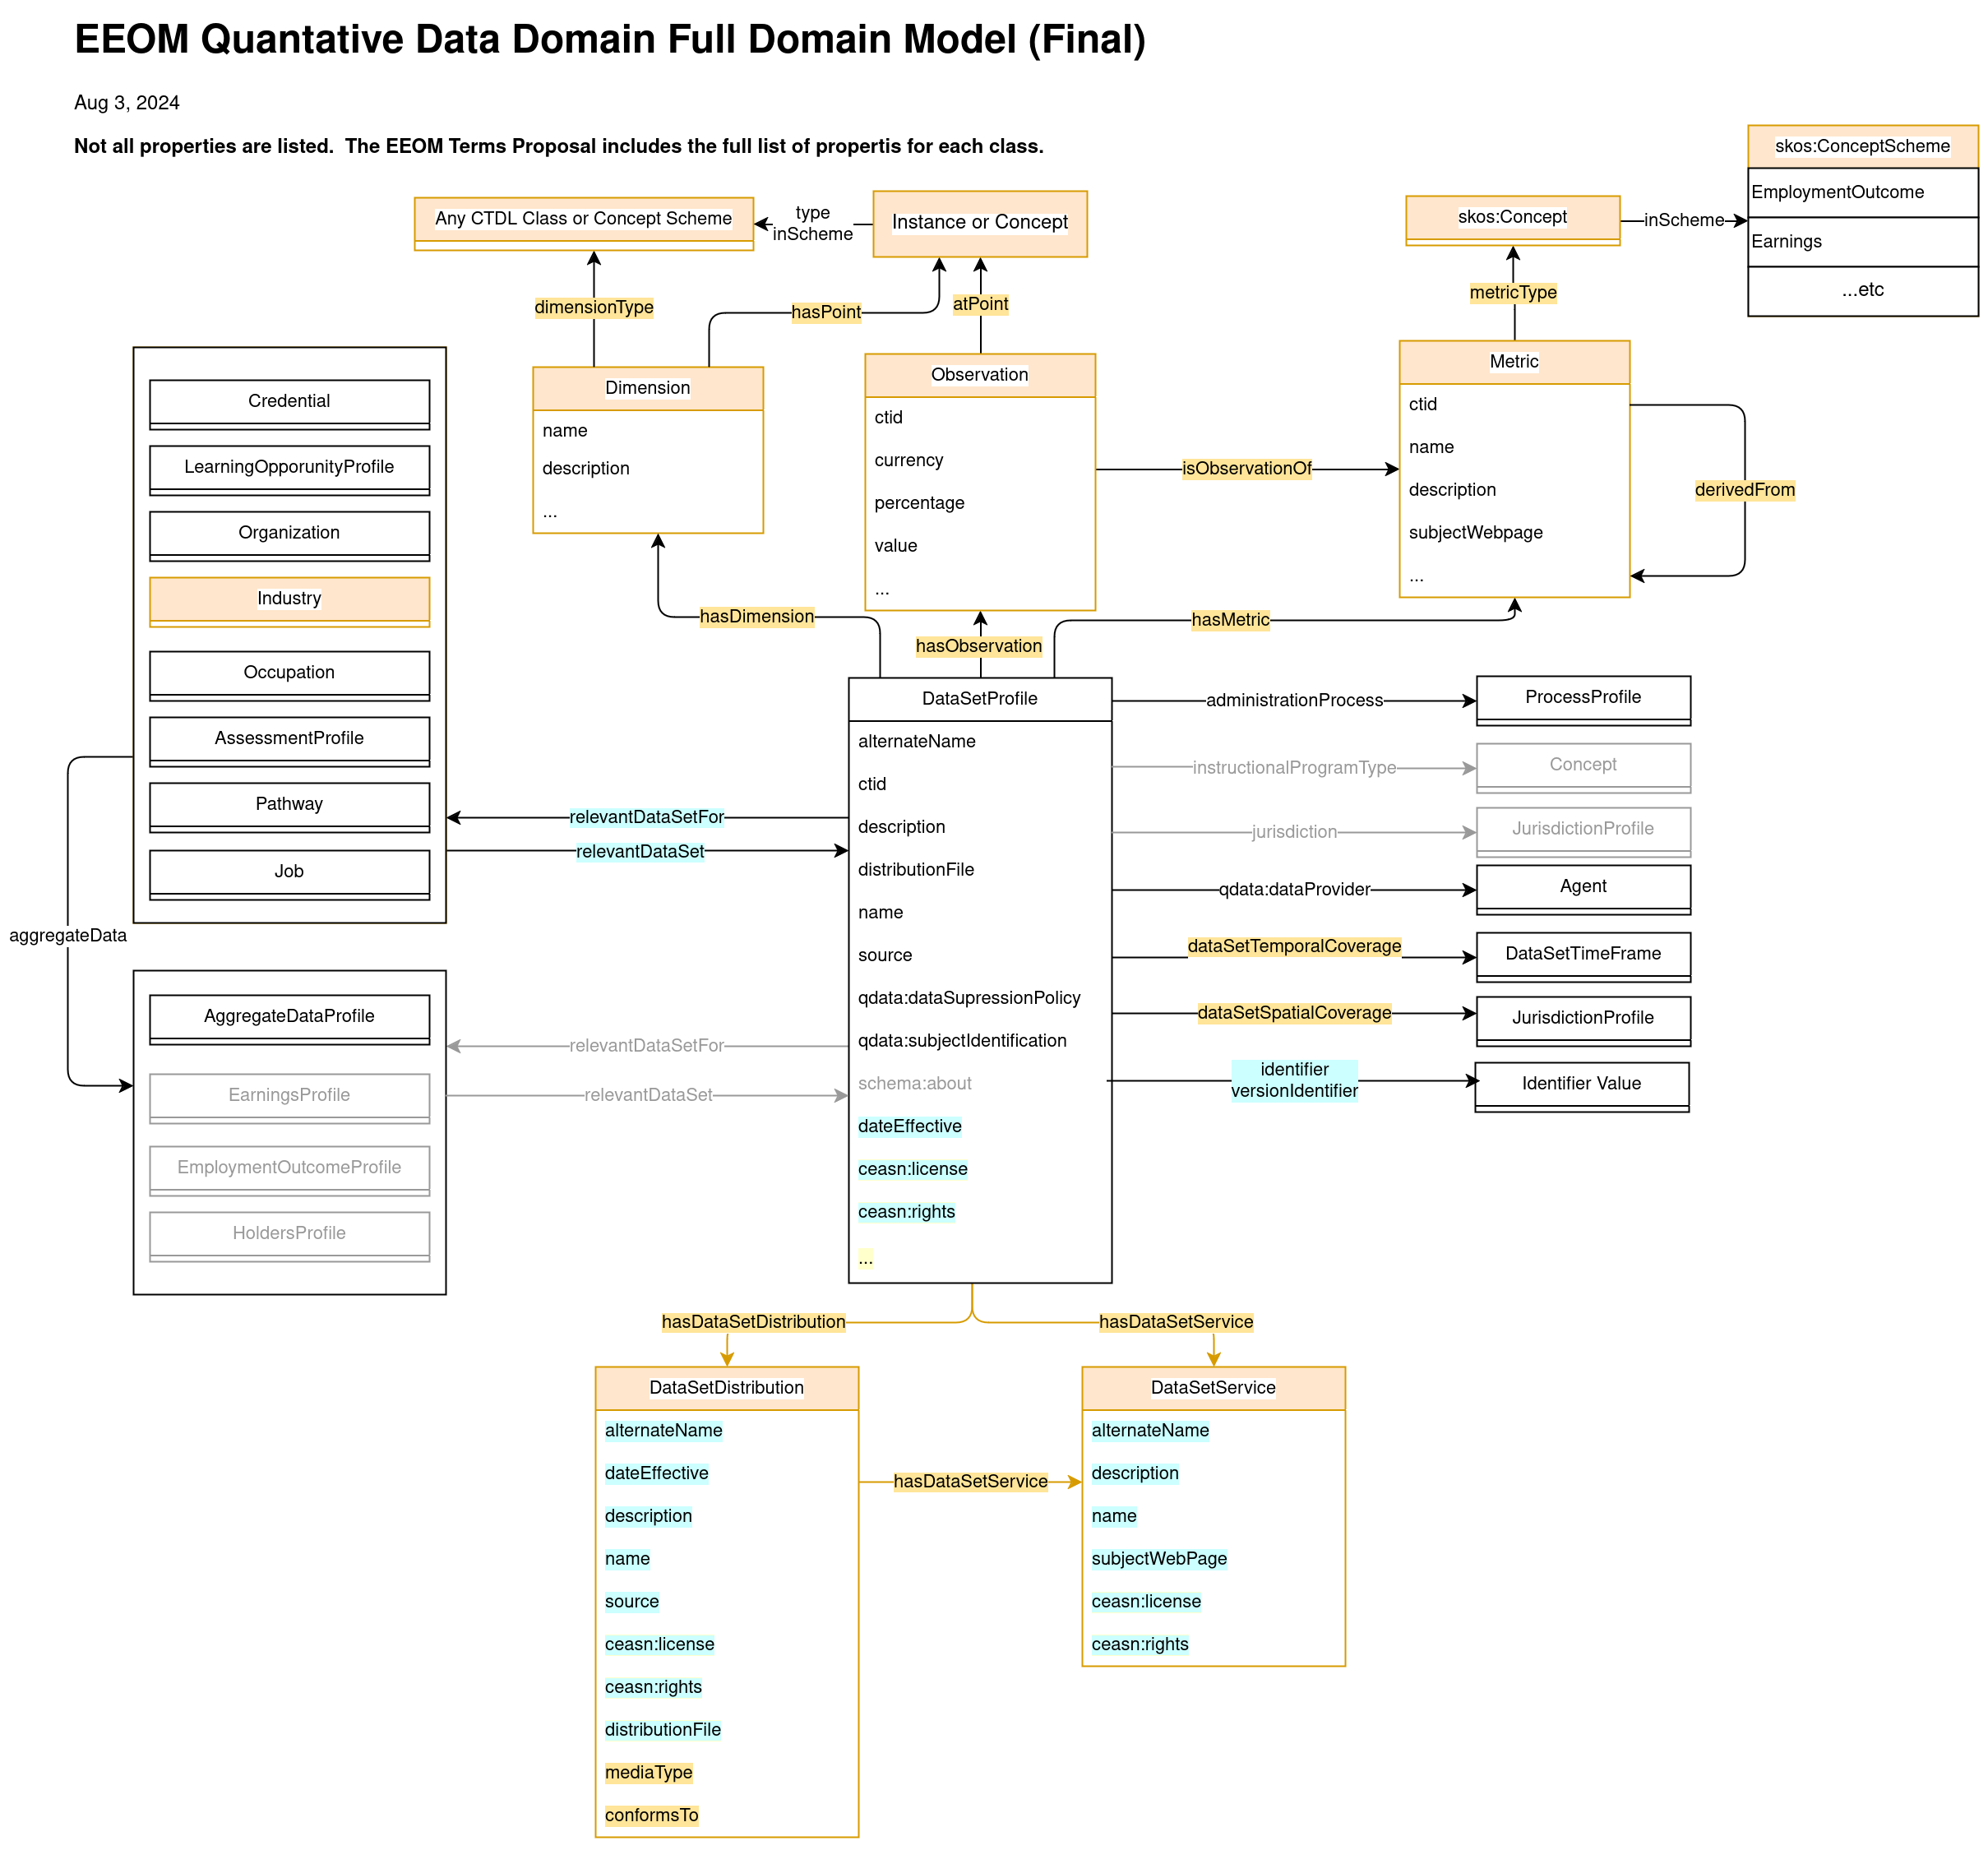 EEOM Quantative Data Domain Full Domain Model (Final)
Aug 3, 2024
Not all properties are listed.  The EEOM Terms Proposal includes the full list of propertis for each class.
skos:ConceptScheme
EmploymentOutcome
Earnings
...etc
Any CTDL Class or Concept Scheme
type
inScheme
Instance or Concept
skos:Concept
inScheme
dimensionType
hasPoint
atPoint
metricType
Dimension
name
description
...
Observation
ctid
currency
percentage
value
...
isObservationOf
Metric
ctid
name
description
subjectWebpage
...
derivedFrom
hasDimension
hasObservation
hasMetric
Credential
LearningOpporunityProfile
Organization
Industry
Occupation
AssessmentProfile
Pathway
Job
aggregateData
relevantDataSetFor
relevantDataSet
AggregateDataProfile
EarningsProfile
EmploymentOutcomeProfile
HoldersProfile
relevantDataSetFor
relevantDataSet
DataSetProfile
alternateName
ctid
description
distributionFile
name
source
qdata:dataSupressionPolicy
qdata:subjectIdentification
schema:about
dateEffective
ceasn:license
ceasn:rights
...
administrationProcess
ProcessProfile
instructionalProgramType
Concept
jurisdiction
JurisdictionProfile
qdata:dataProvider
Agent
dataSetTemporalCoverage
DataSetTimeFrame
dataSetSpatialCoverage
JurisdictionProfile
identifier
versionIdentifier
Identifier Value
hasDataSetDistribution
hasDataSetService
DataSetDistribution
alternateName
dateEffective
description
name
source
ceasn:license
ceasn:rights
distributionFile
mediaType
conformsTo
hasDataSetService
DataSetService
alternateName
description
name
subjectWebPage
ceasn:license
ceasn:rights